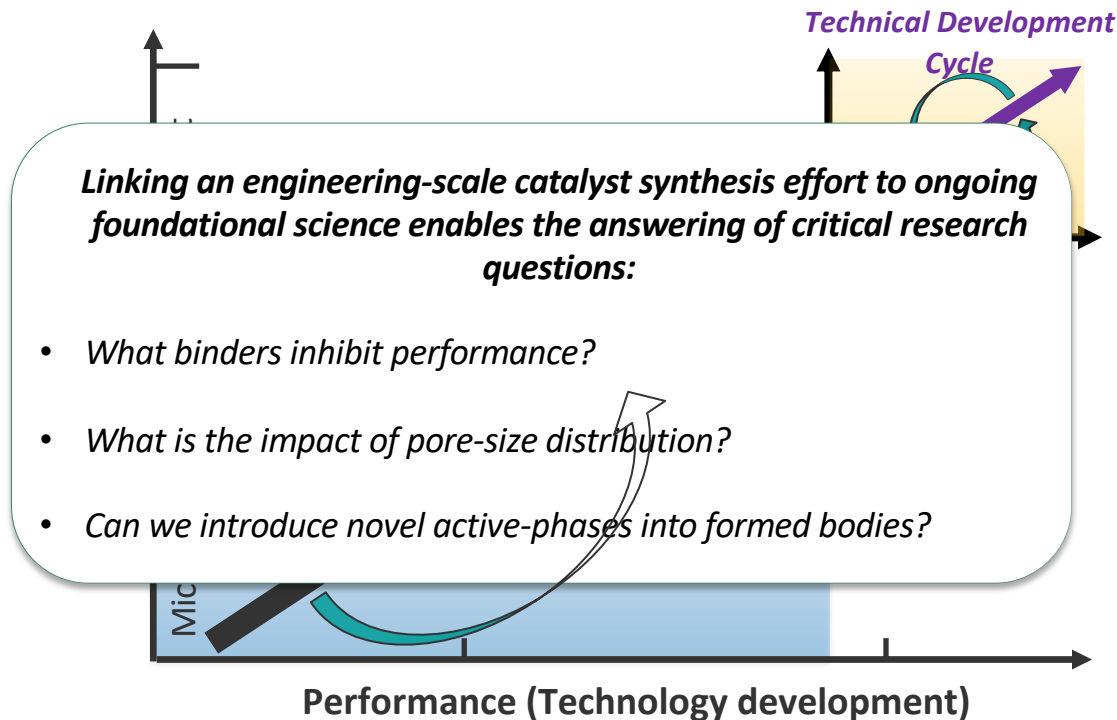 Technical Development
Cycle
Linking an engineering-scale catalyst synthesis effort to ongoing
foundational science enables the answering of critical research
questions:
• What binders inhibit performance?
• What is the impact of pore-size distribution?
• Can we introduce novel active-phases into formed bodies?
Performance (Technology development)